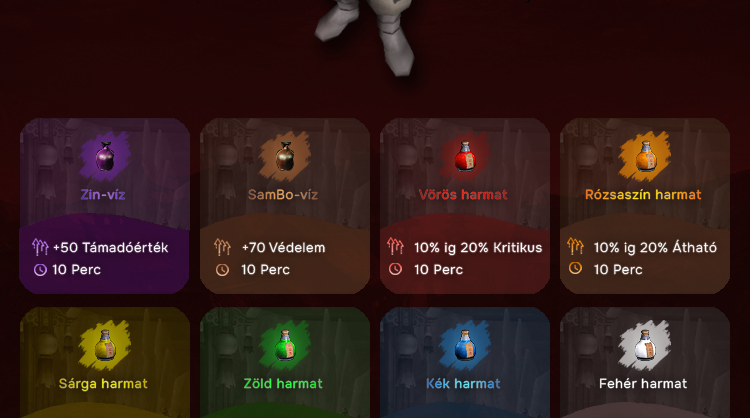 Zin-víz
+50 Támadóérték
10 Perc
SamBo-víz
+70 Védelem
10 Perc
Vörös harmat
10% ig 20% Kritikus
10 Perc
Rózsaszín harmat
10% ig 20% Átható
10 Perc
Sárga harmat
Zöld harmat
Kék harmat
Fehér harmat